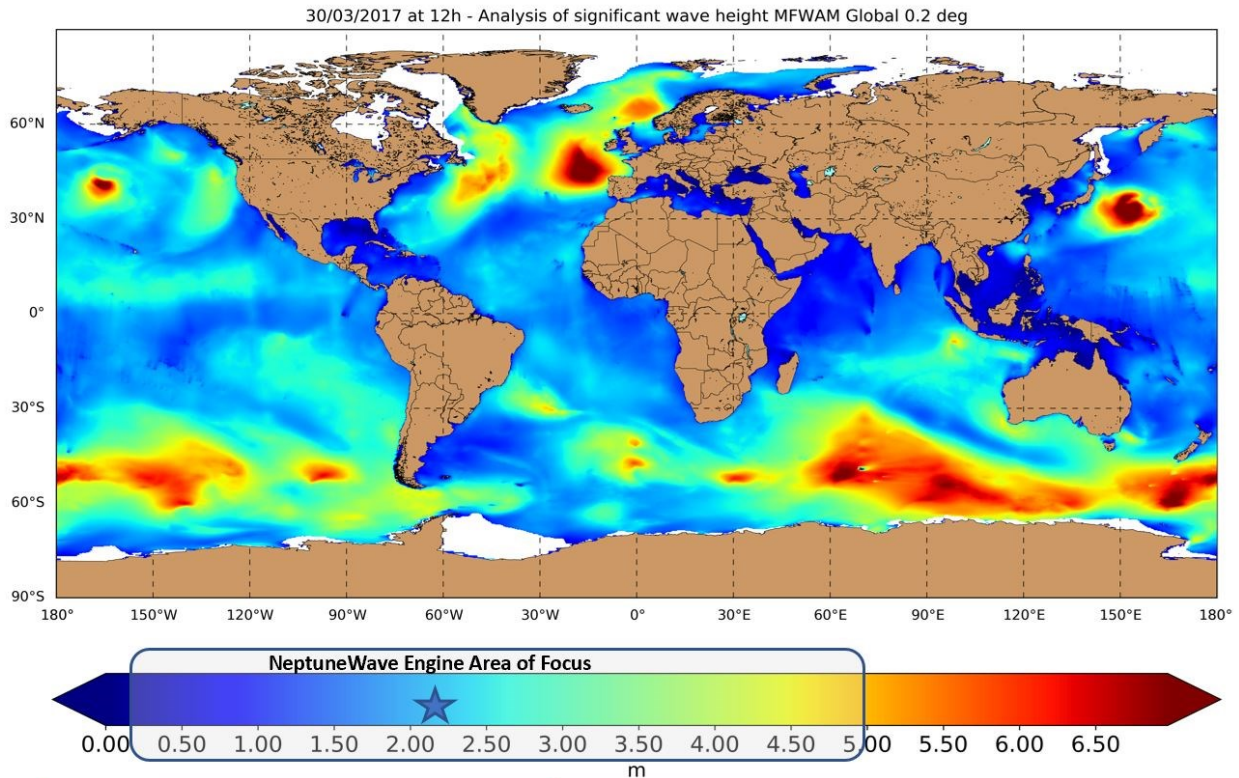 30/03/2017 at 12h - Analysis of significant wave height MFWAM Global 0.2 deg
60°N
30°N
0°
30°S
60°S
90°S
180° 150°W 120°W 90°W 60°W 30°W 0° 30°E 60°E 90°E 120°E 150°E 180°
NeptuneWave Engine Area of Focus
0.00 0.50 1.00 1.50 2.00 2.50 3.00 3.50 4.00 4.50 5.00 5.50 6.00 6.50
m